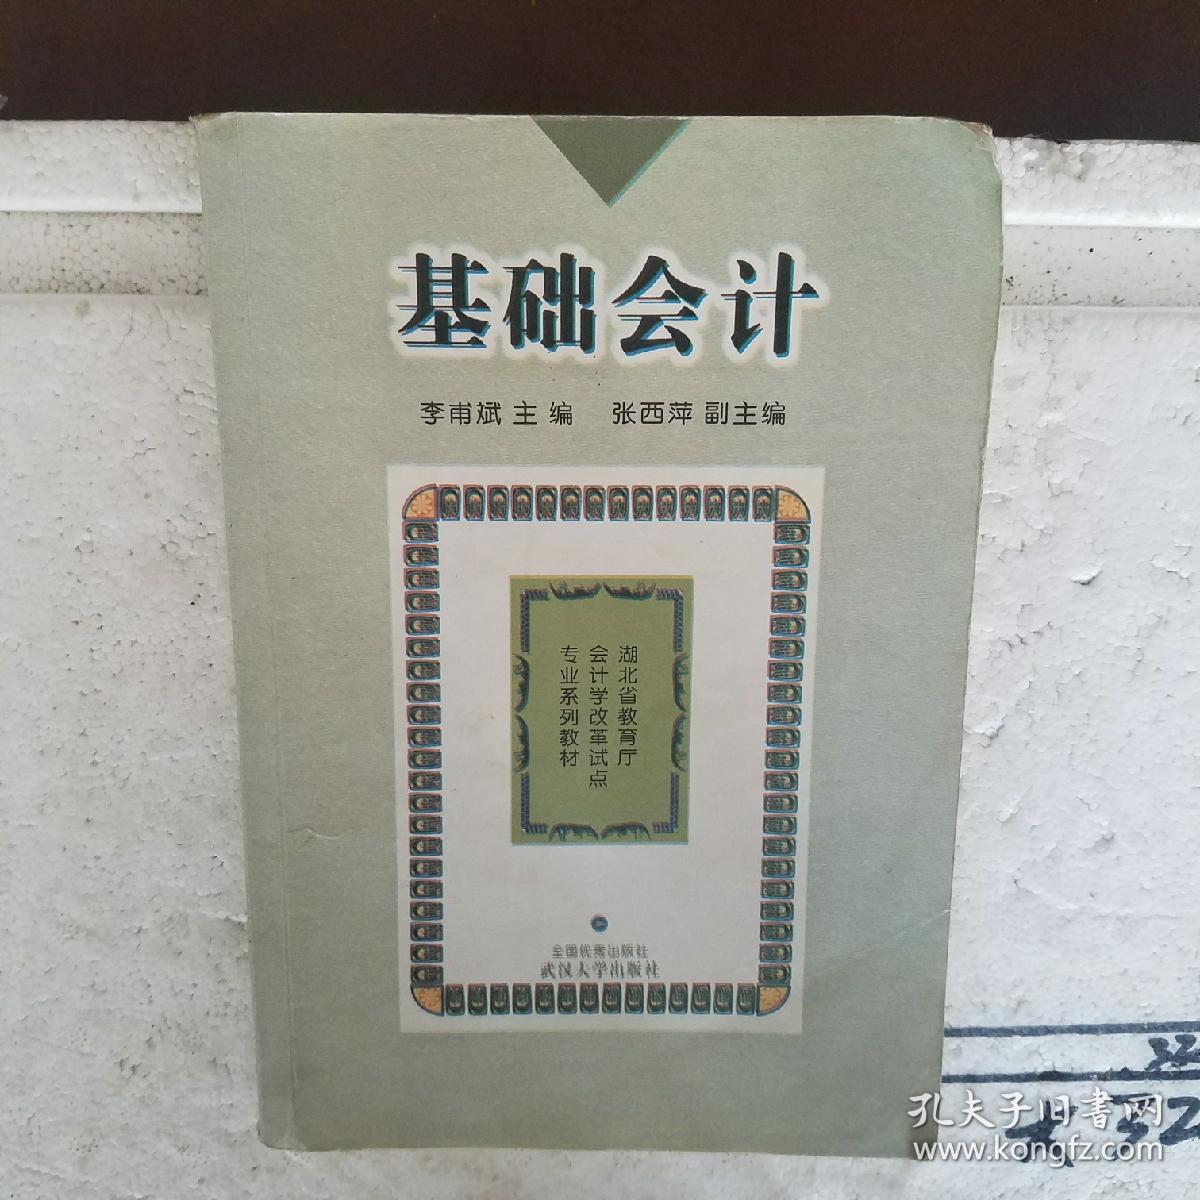 基础会计
李甫斌 主编 张西萍 副主编
湖北省教育厅
会计学改革试点
专业系列教材
全国优秀出版社
武汉大学出版社
孔夫子旧书网
www.kongfz.com